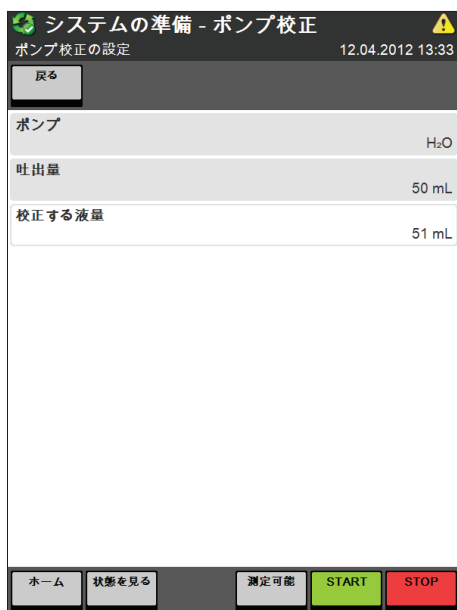 システムの準備 - ポンプ校正
ポンプ校正の設定 12.04.2012 13:33
戻る
ポンプ
H₂O
吐出量
50 mL
校正する液量
51 mL
ホーム 状態を見る 測定可能 START STOP